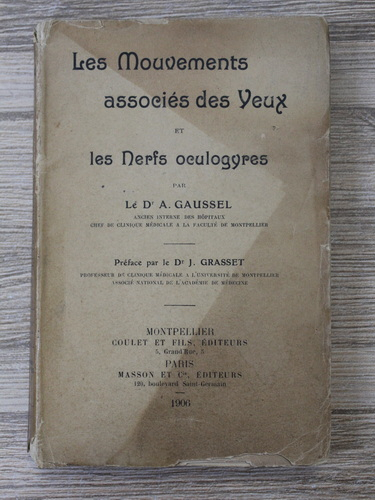 Les Mouvements
associés des Yeux
ET
les Nerfs oculogyres
PAR
Le Dr A. GAUSSEL
ANCIEN INTERNE DES HÔPITAUX
CHEF DE CLINIQUE MÉDICALE A LA FACULTÉ DE MONTPELLIER
Préface par le Dr J. GRASSET
PROFESSEUR DE CLINIQUE MÉDICALE A L'UNIVERSITÉ DE MONTPELLIER
ASSOCIÉ NATIONAL DE L'ACADÉMIE DE MÉDECINE
MONTPELLIER
COULET ET FILS, ÉDITEURS
5, Grand'Rue, 5
PARIS
MASSON ET Cie, ÉDITEURS
120, boulevard Saint-Germain
1906